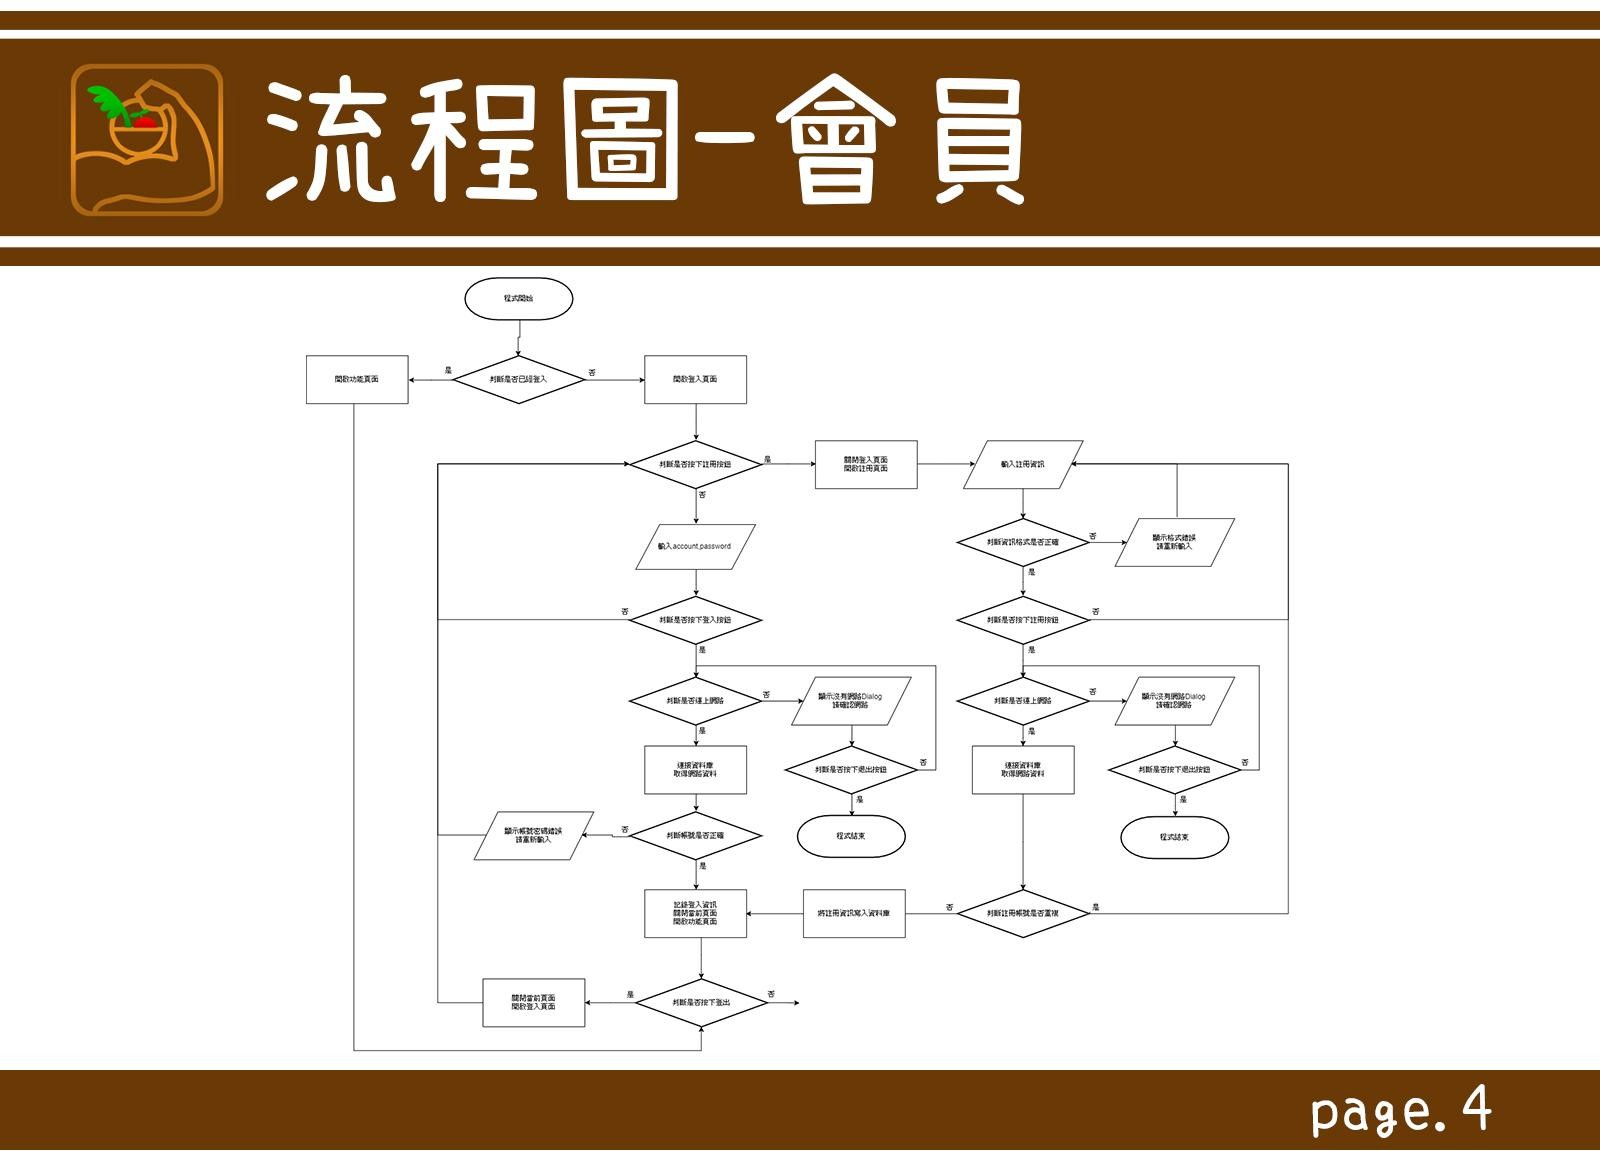 流程圖-會員
程式開始
開啟功能頁面
是
判斷是否已經登入
否
開啟登入頁面
判斷是否按下註冊按鈕
是
關閉登入頁面
開啟註冊頁面
輸入註冊資訊
否
輸入account,password
判斷資訊格式是否正確
否
顯示格式錯誤
請重新輸入
是
否
判斷是否按下登入按鈕
判斷是否按下註冊按鈕
否
是
是
判斷是否連上網路
否
顯示沒有網路Dialog
請確認網路
判斷是否連上網路
否
顯示沒有網路Dialog
請確認網路
是
是
連接資料庫
取得網路資料
判斷是否按下退出按鈕
否
連接資料庫
取得網路資料
判斷是否按下退出按鈕
否
是
是
顯示帳號密碼錯誤
請重新輸入
否
判斷帳號是否正確
程式結束
程式結束
是
記錄登入資訊
關閉當前頁面
開啟功能頁面
將註冊資訊寫入資料庫
否
判斷註冊帳號是否重複
是
關閉當前頁面
開啟登入頁面
是
判斷是否按下登出
否
page. 4